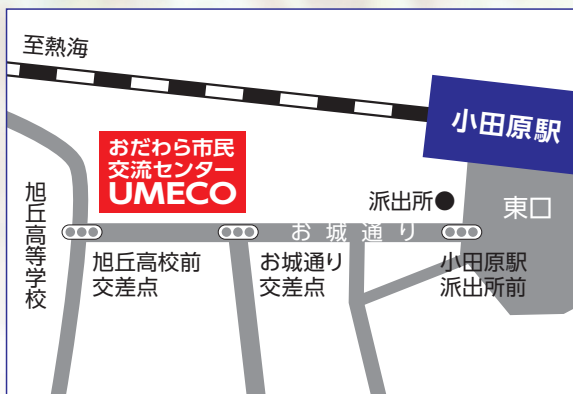 至熱海
小田原駅
おだわら市民
交流センター
UMECO
派出所●
東口
旭丘高等学校
お城通り
旭丘高校前
交差点
お城通り
交差点
小田原駅
派出所前